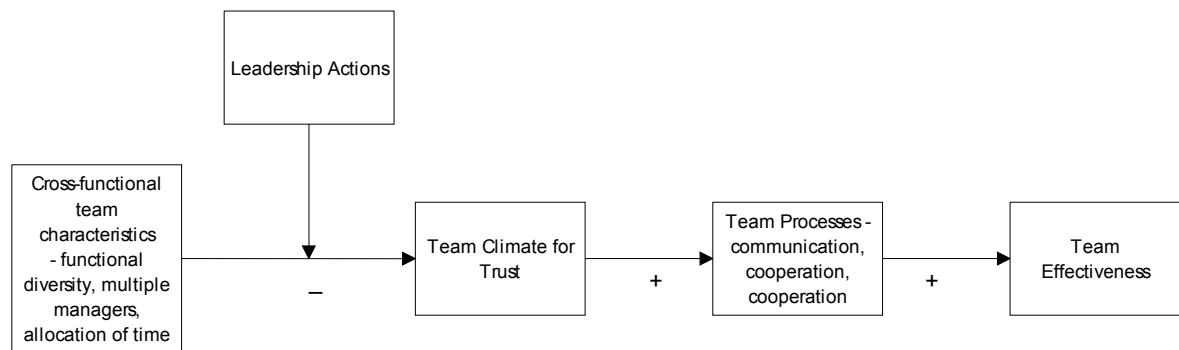 Leadership Actions
Cross-functional
team
characteristics
- functional
diversity, multiple
managers,
allocation of time
–
Team Climate for
Trust
+
Team Processes -
communication,
cooperation,
cooperation
+
Team
Effectiveness